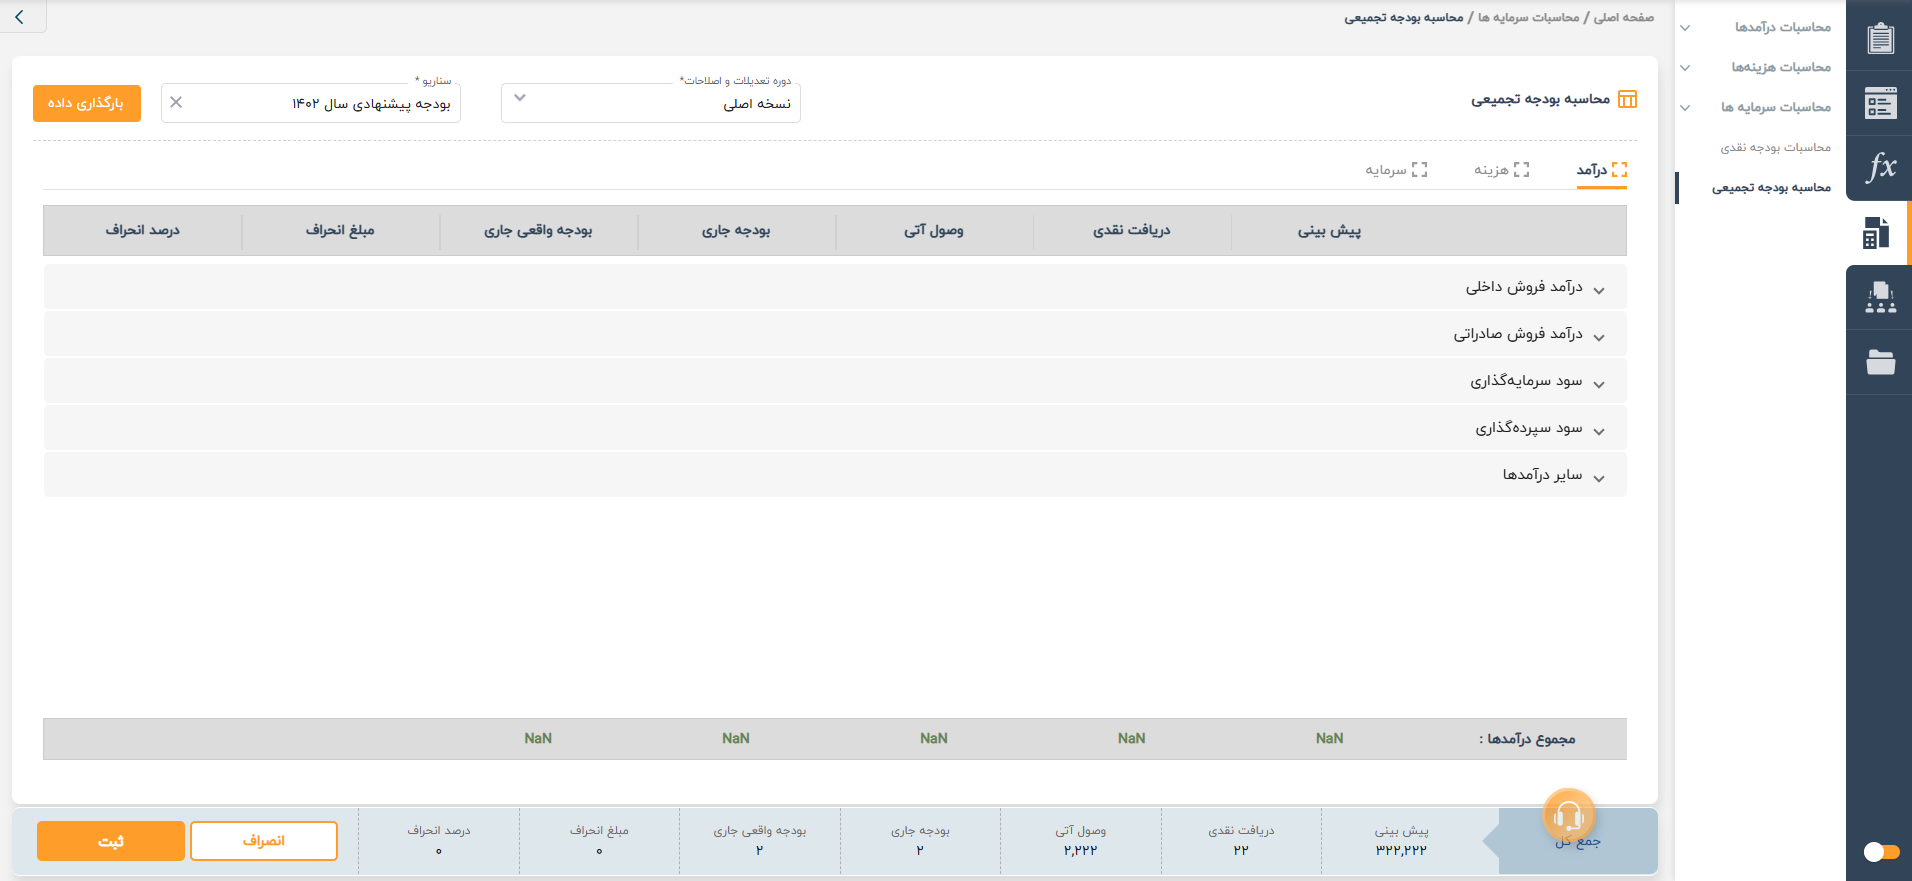 صفحه اصلی / محاسبات سرمایه ها / محاسبه بودجه تجمیعی
محاسبات درآمدها
محاسبات هزینه‌ها
محاسبات سرمایه ها
محاسبات بودجه نقدی
محاسبه بودجه تجمیعی
fx
محاسبه بودجه تجمیعی
دوره تعدیلات و اصلاحات*
نسخه اصلی
سناریو *
بودجه پیشنهادی سال ۱۴۰۲
بارگذاری داده
درآمد
هزینه
سرمایه
پیش بینی
دریافت نقدی
وصول آتی
بودجه جاری
بودجه واقعی جاری
مبلغ انحراف
درصد انحراف
درآمد فروش داخلی
درآمد فروش صادراتی
سود سرمایه‌گذاری
سود سپرده‌گذاری
سایر درآمدها
مجموع درآمدها : NaN NaN NaN NaN NaN
جمع کل
پیش بینی
۳۲۲,۲۲۲
دریافت نقدی
۲۲
وصول آتی
۲,۲۲۲
بودجه جاری
۲
بودجه واقعی جاری
۲
مبلغ انحراف
۰
درصد انحراف
۰
انصراف
ثبت